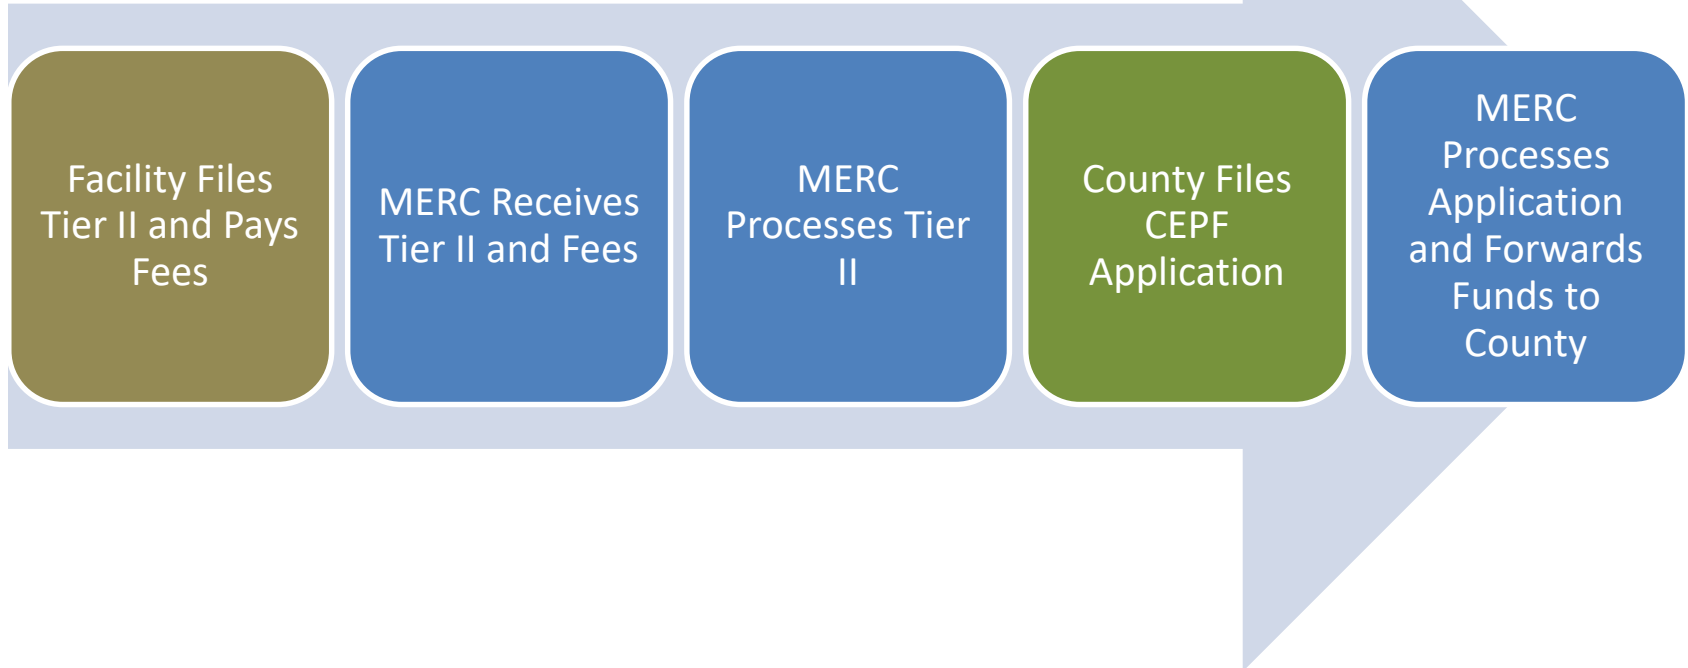 Facility Files
Tier II and Pays
Fees
MERC Receives
Tier II and Fees
MERC
Processes Tier
II
County Files
CEPF
Application
MERC
Processes
Application
and Forwards
Funds to
County